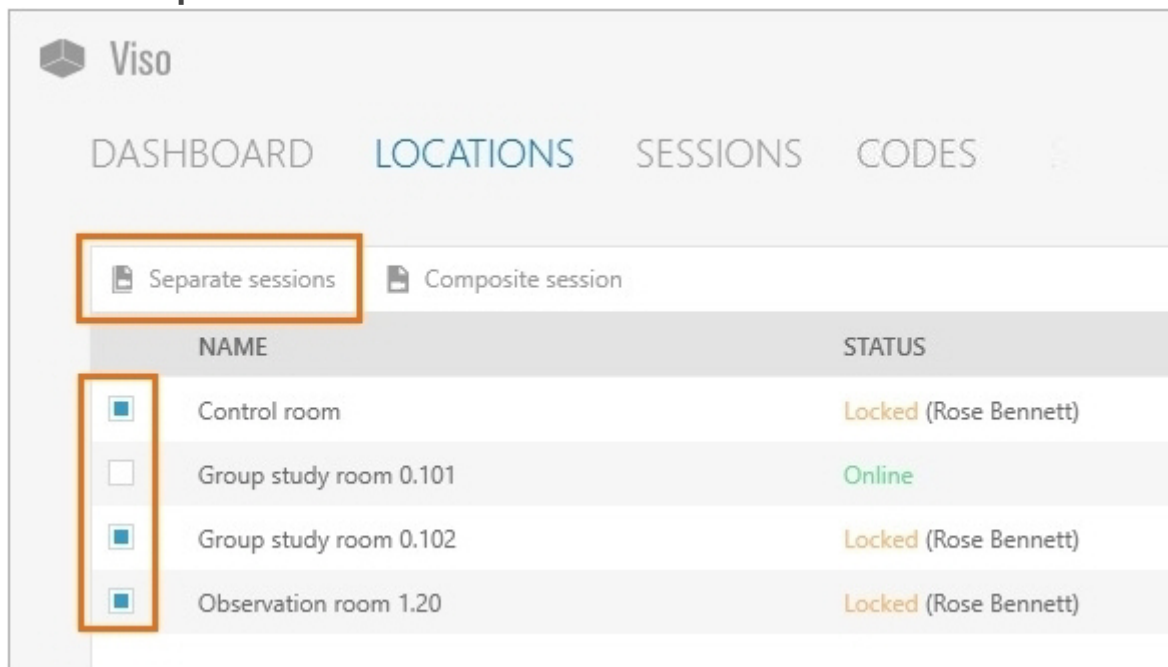 Viso
DASHBOARD LOCATIONS SESSIONS CODES
Separate sessions Composite session
NAME STATUS
Control room Locked (Rose Bennett)
Group study room 0.101 Online
Group study room 0.102 Locked (Rose Bennett)
Observation room 1.20 Locked (Rose Bennett)